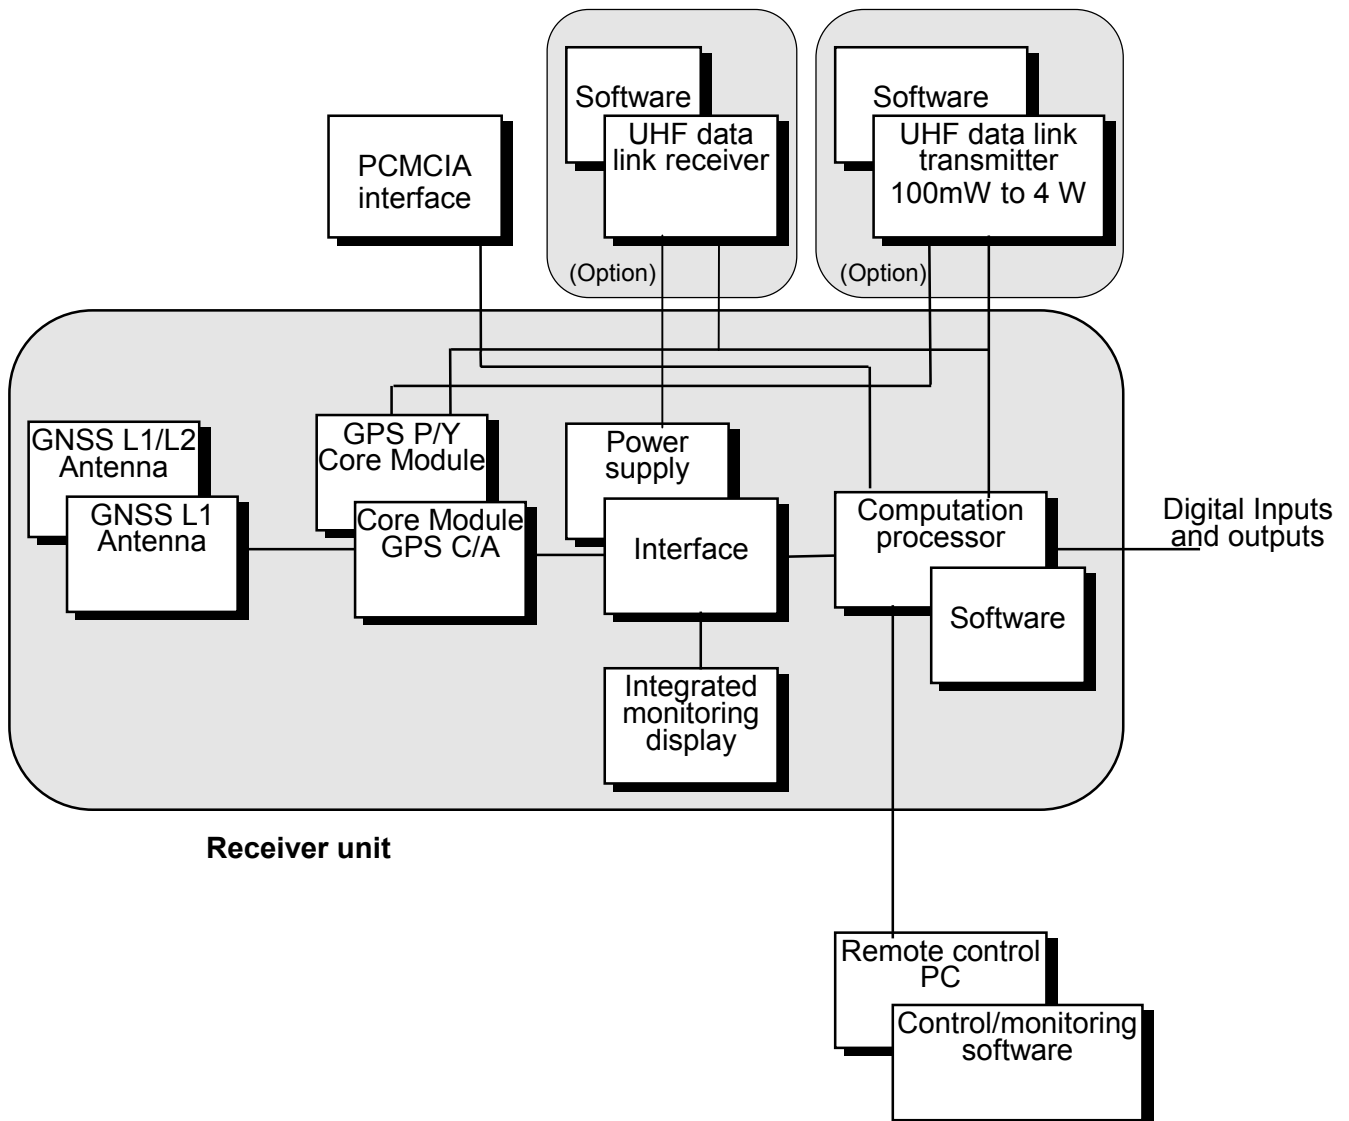 Software
UHF data
link receiver
(Option)
Software
UHF data link
transmitter
100mW to 4 W
(Option)
PCMCIA
interface
GNSS L1/L2
Antenna
GNSS L1
Antenna
GPS P/Y
Core Module
Core Module
GPS C/A
Power
supply
Interface
Integrated
monitoring
display
Computation
processor
Software
Digital Inputs
and outputs
Receiver unit
Remote control
PC
Control/monitoring
software